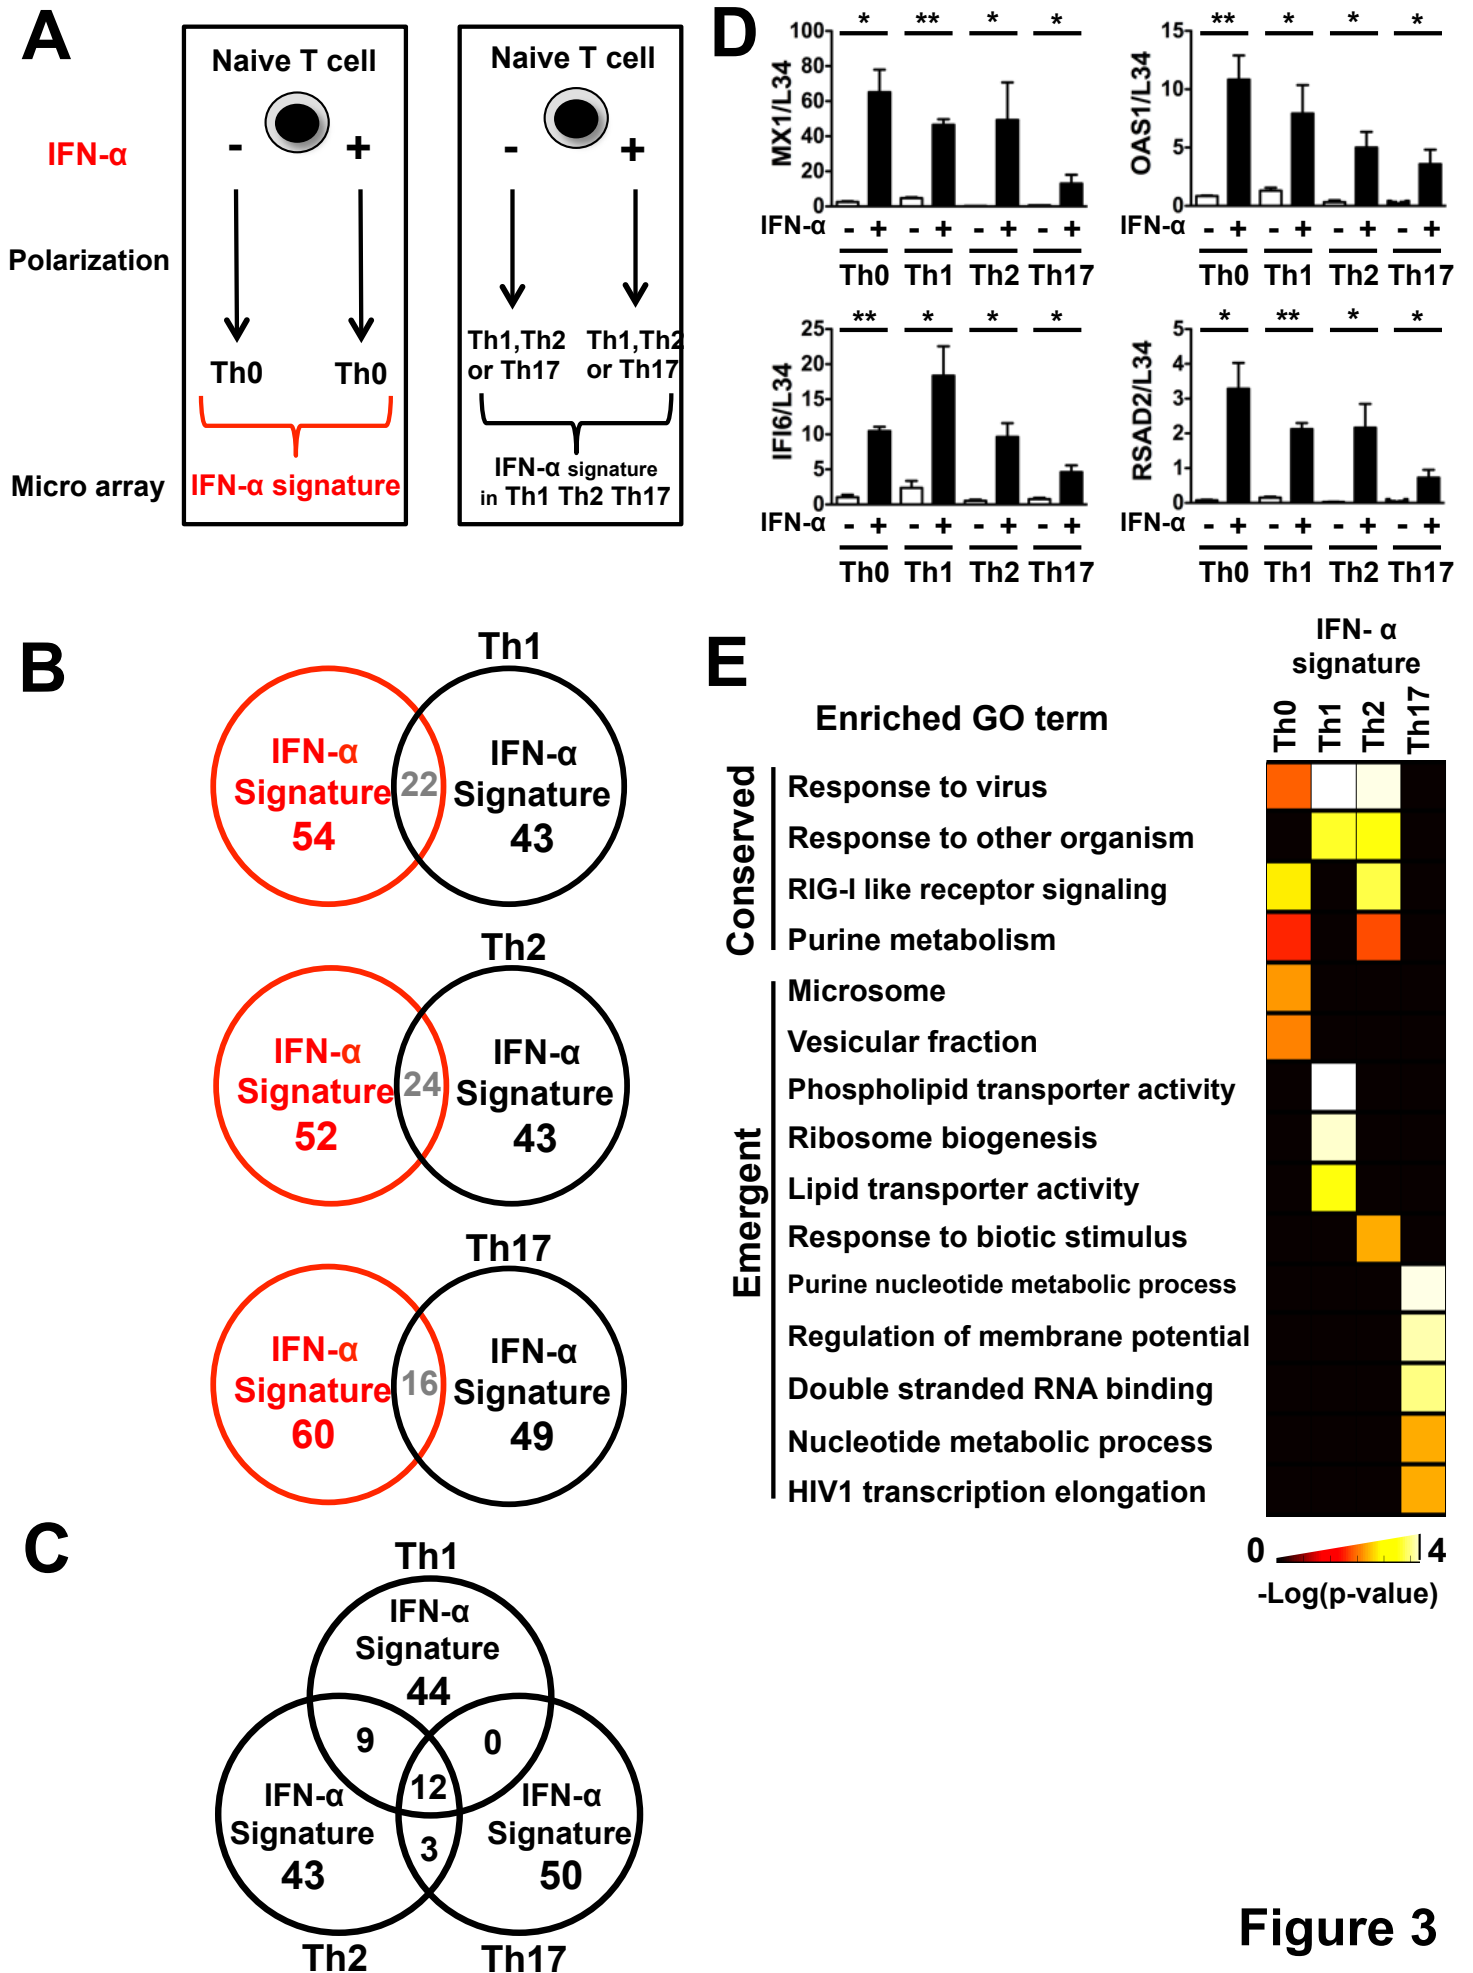 A
Naive T cell
IFN-α
- +
Polarization
Th0 Th0
Micro array
IFN-α signature
Naive T cell
- +
Th1,Th2 Th1,Th2
or Th17 or Th17
IFN-α signature
in Th1 Th2 Th17
D
* ** * *
MX1/L34
100
80
60
40
20
0
IFN-α - + - + - + - +
Th0 Th1 Th2 Th17
** * * *
OAS1/L34
15
10
5
0
IFN-α - + - + - + - +
Th0 Th1 Th2 Th17
** * * *
IFI6/L34
25
20
15
10
5
0
IFN-α - + - + - + - +
Th0 Th1 Th2 Th17
* ** * *
RSAD2/L34
5
4
3
2
1
0
IFN-α - + - + - + - +
Th0 Th1 Th2 Th17
B
Th1
IFN-α
Signature
54
22
IFN-α
Signature
43
Th2
IFN-α
Signature
52
24
IFN-α
Signature
43
Th17
IFN-α
Signature
60
16
IFN-α
Signature
49
C
Th1
IFN-α
Signature
44
9 0
12
IFN-α
Signature
43
3
IFN-α
Signature
50
Th2 Th17
E
IFN- α
signature
Enriched GO term
Th0 Th1 Th2 Th17
Conserved
Response to virus
Response to other organism
RIG-I like receptor signaling
Purine metabolism
Emergent
Microsome
Vesicular fraction
Phospholipid transporter activity
Ribosome biogenesis
Lipid transporter activity
Response to biotic stimulus
Purine nucleotide metabolic process
Regulation of membrane potential
Double stranded RNA binding
Nucleotide metabolic process
HIV1 transcription elongation
0 4
-Log(p-value)
Figure 3